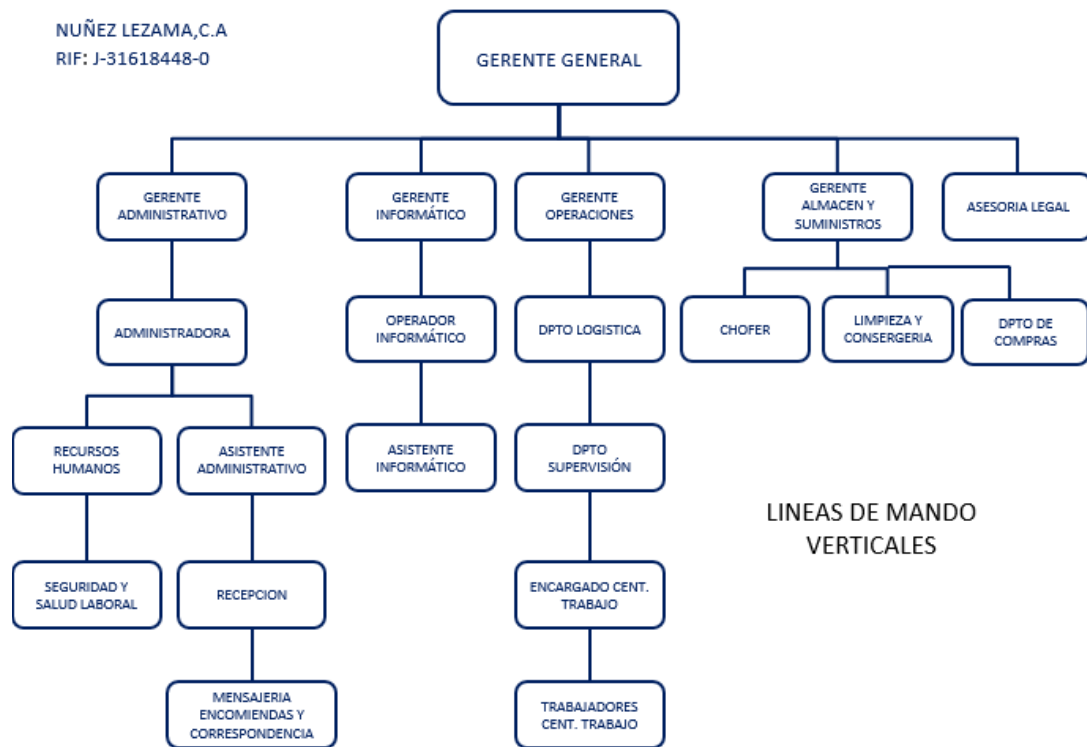 NUÑEZ LEZAMA,C.A
RIF: J-31618448-0
GERENTE GENERAL
GERENTE
ADMINISTRATIVO
GERENTE
INFORMÁTICO
GERENTE
OPERACIONES
GERENTE
ALMACEN Y
SUMINISTROS
ASESORIA LEGAL
ADMINISTRADORA
OPERADOR
INFORMÁTICO
DPTO LOGISTICA
CHOFER
LIMPIEZA Y
CONSERGERIA
DPTO DE
COMPRAS
RECURSOS
HUMANOS
ASISTENTE
ADMINISTRATIVO
ASISTENTE
INFORMÁTICO
DPTO
SUPERVISIÓN
LINEAS DE MANDO
VERTICALES
SEGURIDAD Y
SALUD LABORAL
RECEPCION
ENCARGADO CENT.
TRABAJO
MENSAJERIA
ENCOMIENDAS Y
CORRESPONDENCIA
TRABAJADORES
CENT. TRABAJO